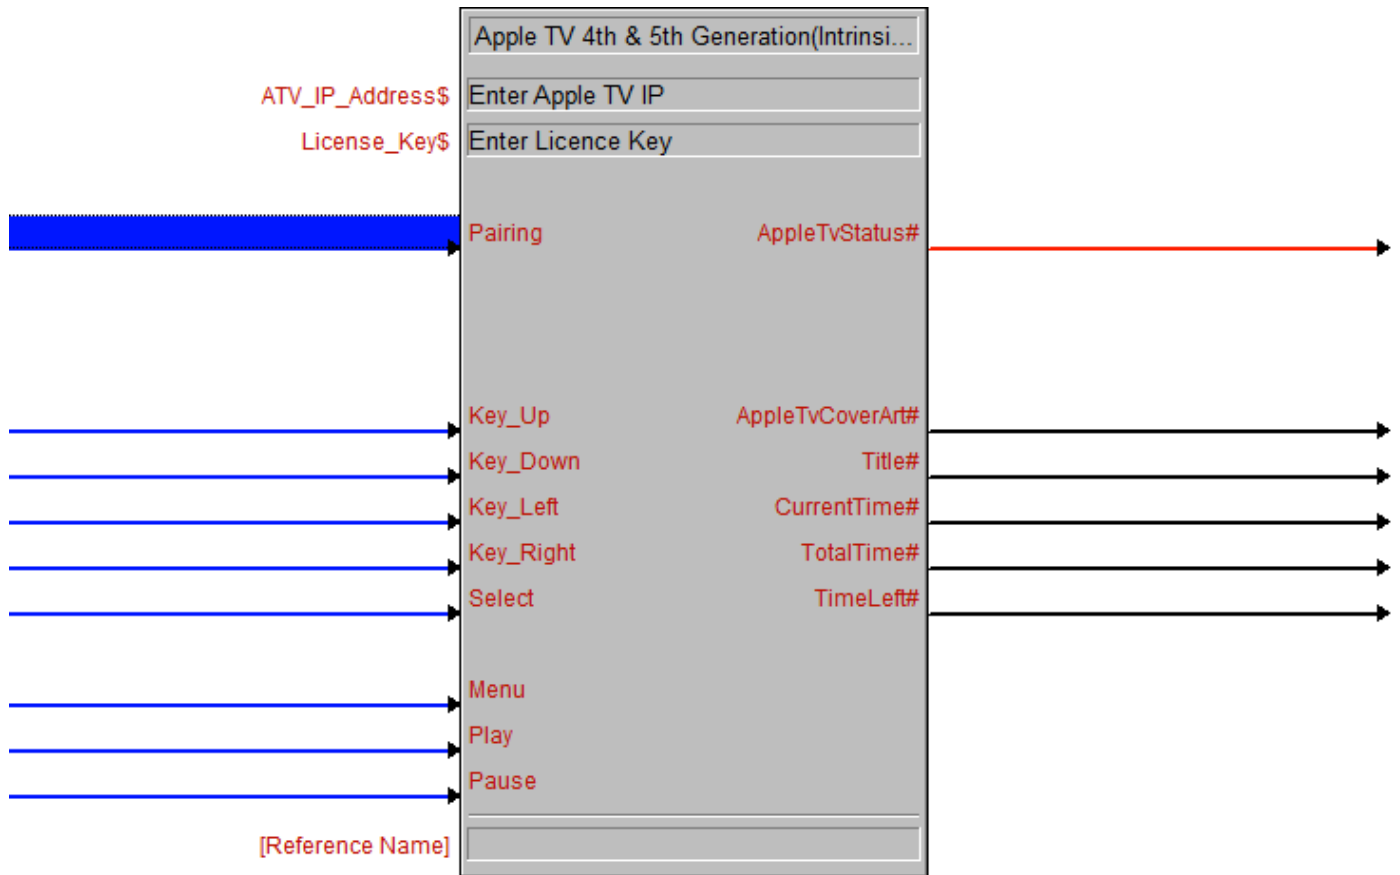 Apple TV 4th & 5th Generation(Intrinsi...
ATV_IP_Address$ Enter Apple TV IP
License_Key$ Enter Licence Key
Pairing AppleTvStatus#
Key_Up AppleTvCoverArt#
Key_Down Title#
Key_Left CurrentTime#
Key_Right TotalTime#
Select TimeLeft#
Menu
Play
Pause
[Reference Name]